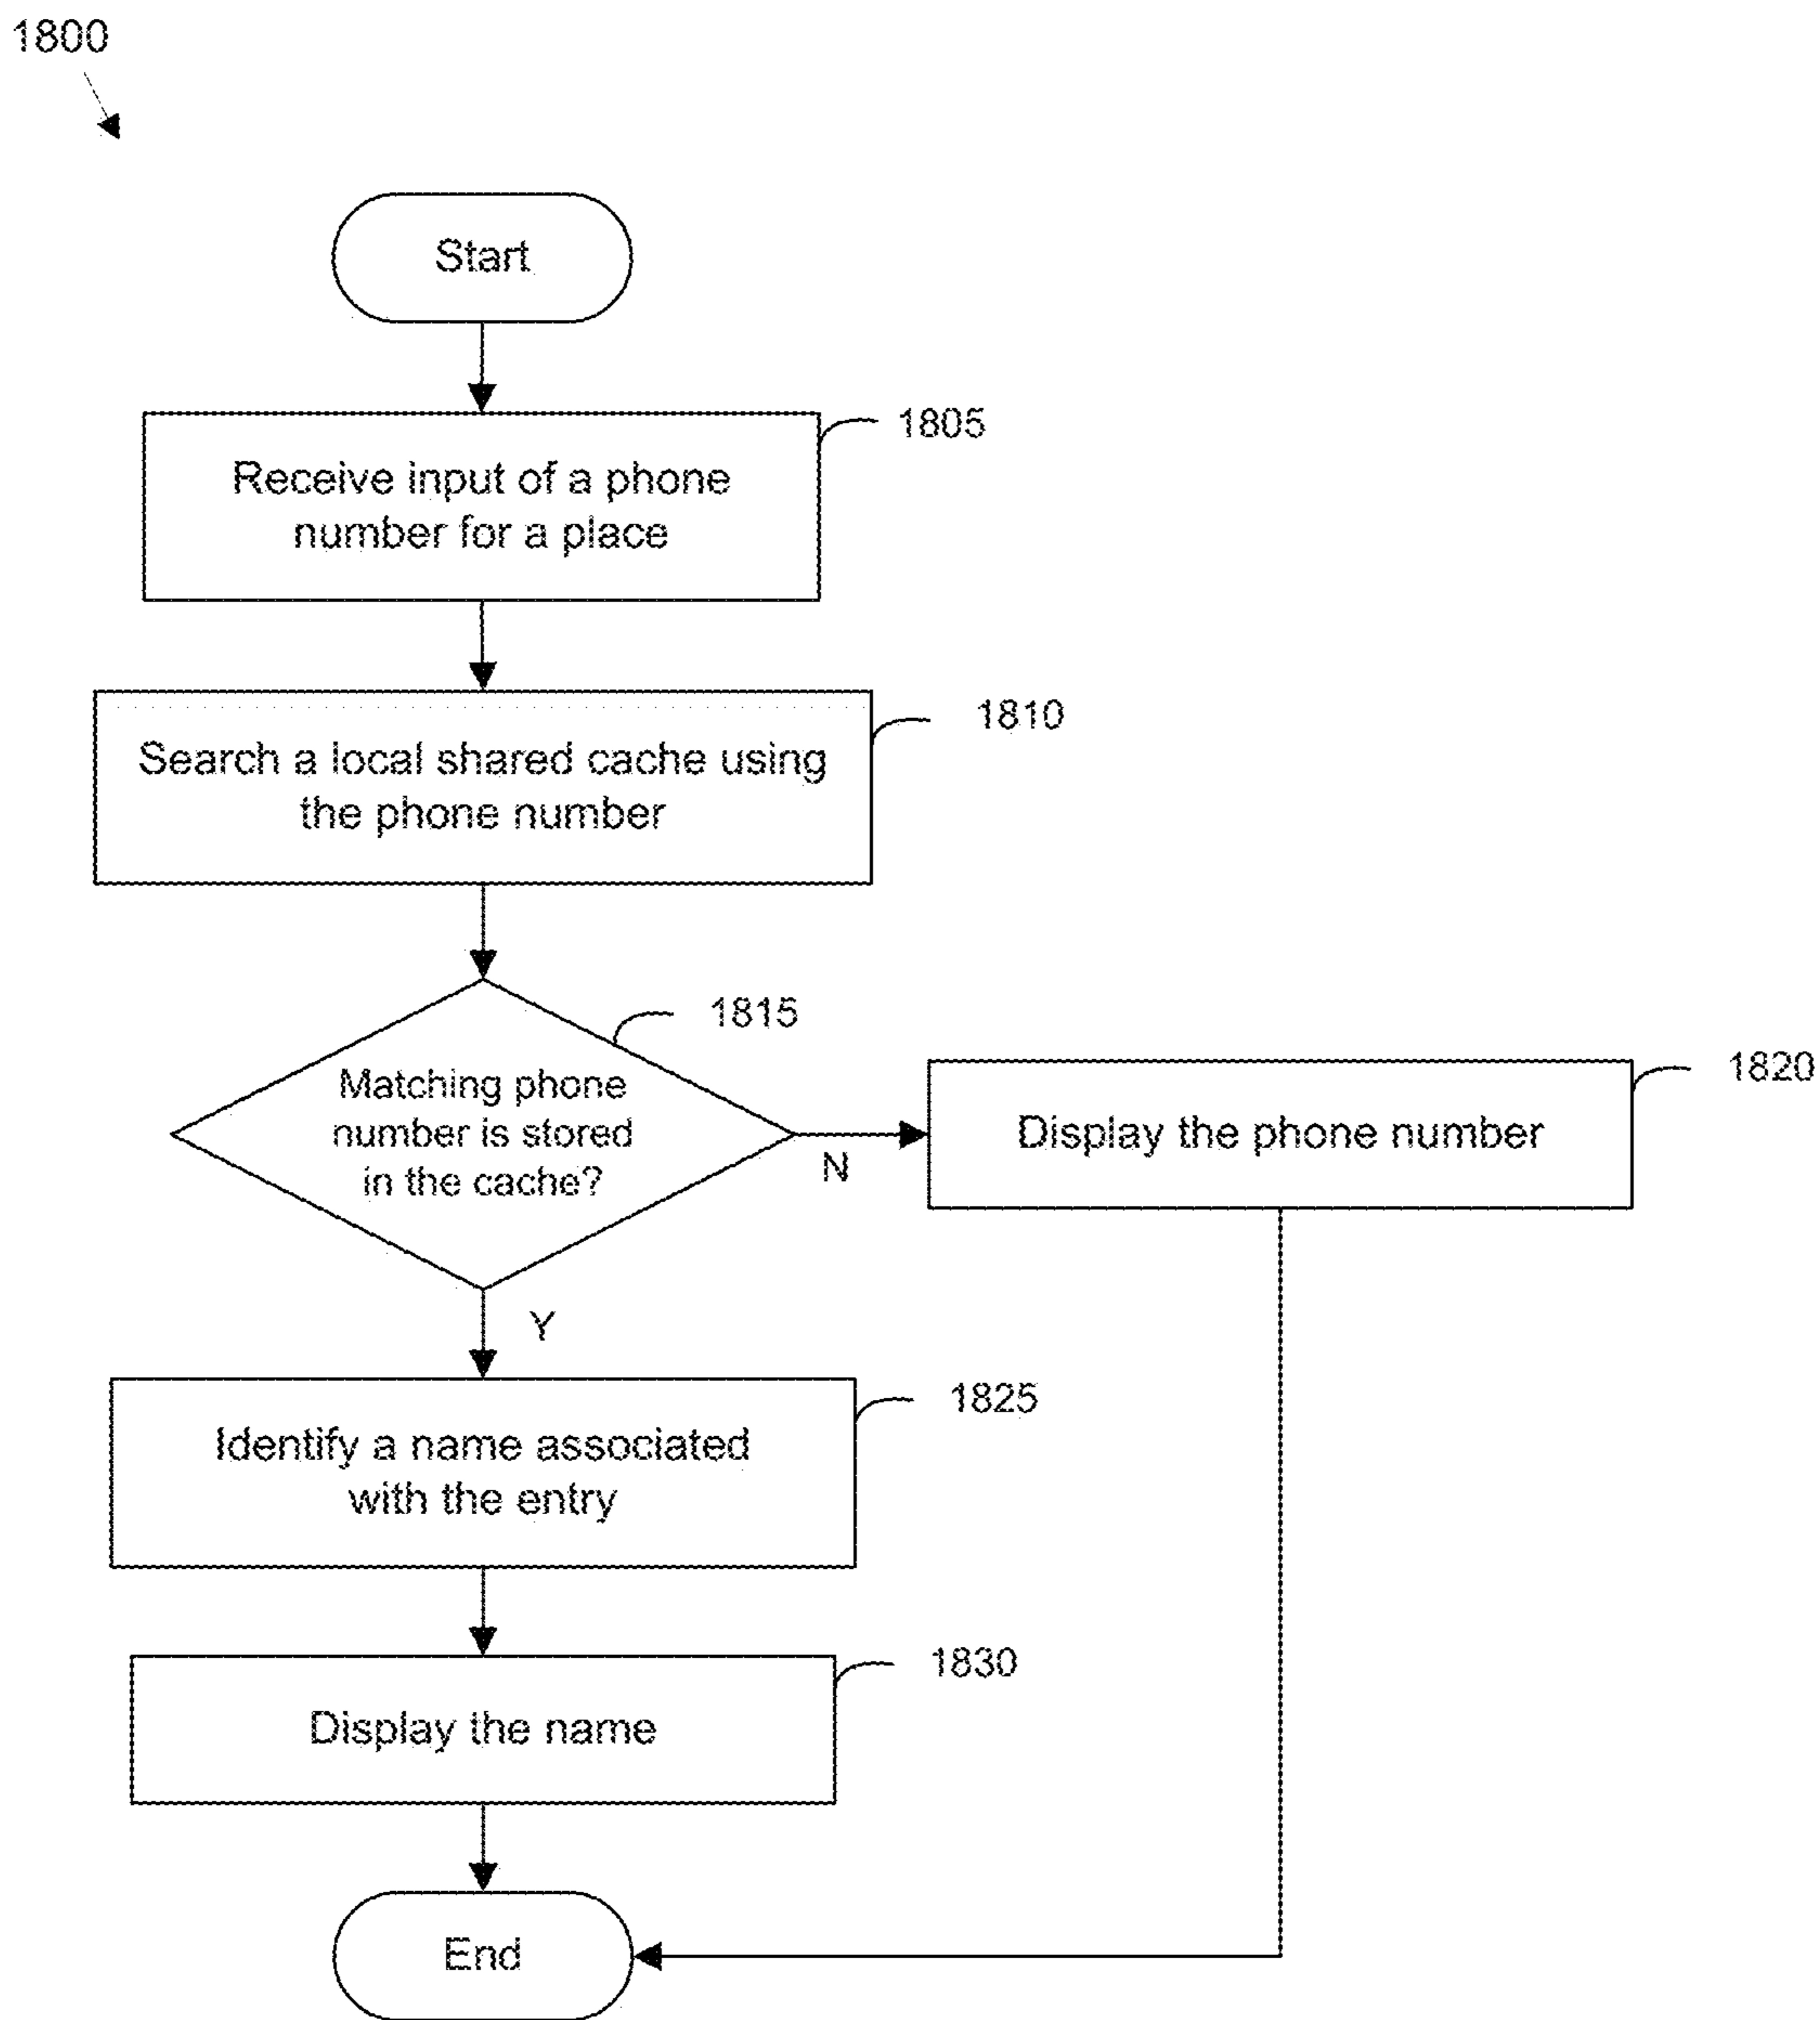 1800
Start
1805
Receive input of a phone
number for a place
1810
Search a local shared cache using
the phone number
1815
Matching phone
number is stored
in the cache?
N
1820
Display the phone number
Y
1825
Identify a name associated
with the entry
1830
Display the name
End